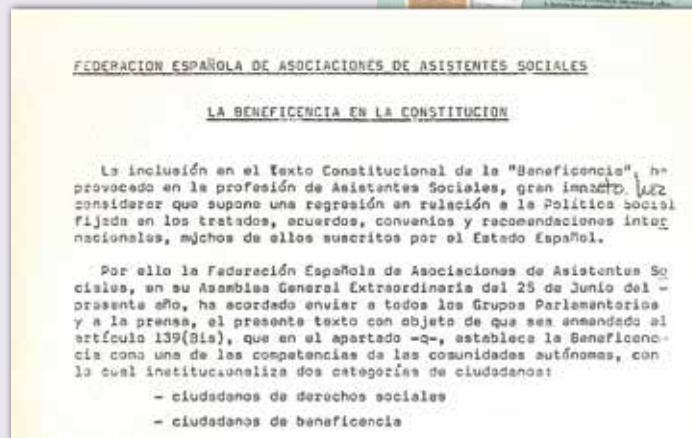 FEDERACION ESPAÑOLA DE ASOCIACIONES DE ASISTENTES SOCIALES
LA BENEFICENCIA EN LA CONSTITUCION
La inclusión en el Texto Constitucional de la "Beneficencia", ha
provocado en la profesión de Asistentes Sociales, gran impacto.
considerar que supone una regresión en relación a la Política Social
fijada en los tratados, acuerdos, convenios y recomendaciones inter
nacionales, muchos de ellos suscritos por el Estado Español.
Por ello la Federación Española de Asociaciones de Asistentes So
ciales, en su Asamblea General Extraordinaria del 25 de Junio del -
presente año, ha acordado enviar a todos los Grupos Parlamentarios
y a la prensa, el presente texto con objeto de que sea enmendado el
artículo 139(Bis), que en el apartado -q-, establece la Beneficen-
cia como una de las competencias de las comunidades autónomas, con
lo cual institucionaliza dos categorías de ciudadanos:
- ciudadanos de derechos sociales
- ciudadanos de beneficencia